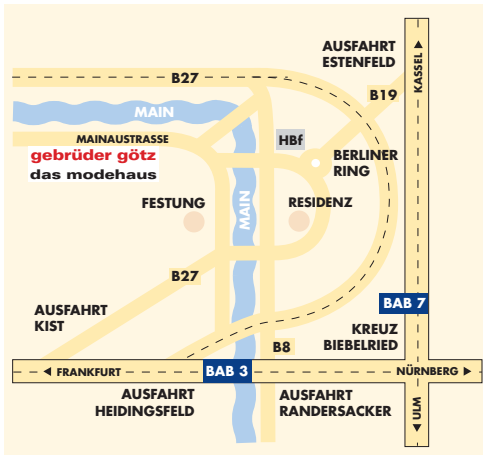 AUSFAHRT
ESTENFELD
KASSEL
B27
B19
MAIN
MAINAUSTRASSE
HBf
gebrüder götz
das modehaus
BERLINER
RING
FESTUNG
MAIN
RESIDENZ
B27
AUSFAHRT
KIST
BAB 7
KREUZ
BIEBELRIED
B8
FRANKFURT
BAB 3
NÜRNBERG
AUSFAHRT
HEIDINGSFELD
AUSFAHRT
RANDERSACKER
ULM